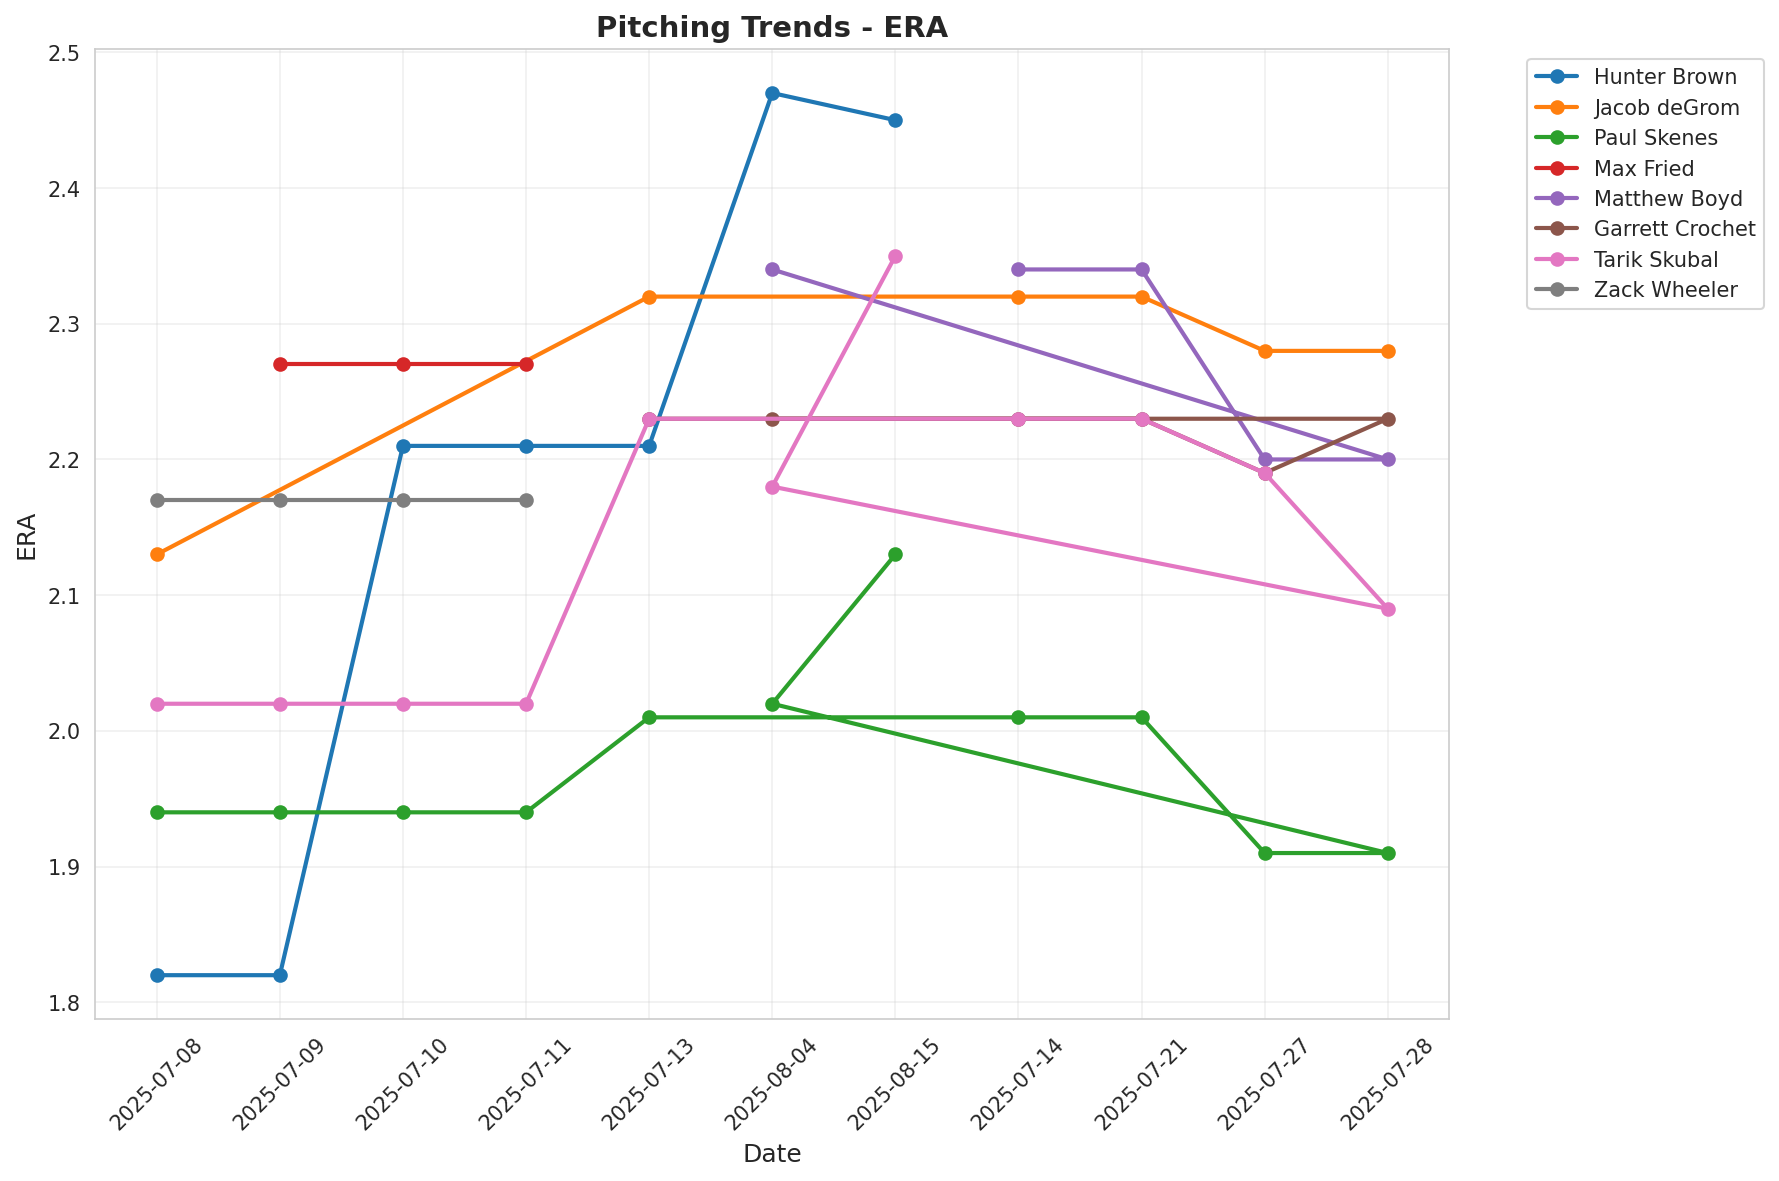 Pitching Trends - ERA
2.5
2.4
2.3
2.2
2.1
2.0
1.9
1.8
ERA
2025-07-08
2025-07-09
2025-07-10
2025-07-11
2025-07-13
2025-08-04
2025-08-15
2025-07-14
2025-07-21
2025-07-27
2025-07-28
Date
Hunter Brown
Jacob deGrom
Paul Skenes
Max Fried
Matthew Boyd
Garrett Crochet
Tarik Skubal
Zack Wheeler